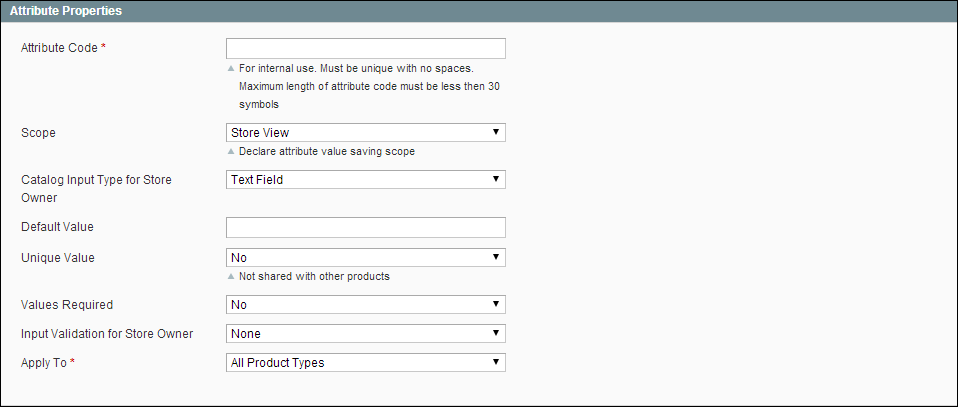 Attribute Properties
Attribute Code *
For internal use. Must be unique with no spaces.
Maximum length of attribute code must be less then 30
symbols
Scope
Store View
Declare attribute value saving scope
Catalog Input Type for Store
Owner
Text Field
Default Value
Unique Value
No
Not shared with other products
Values Required
No
Input Validation for Store Owner
None
Apply To *
All Product Types